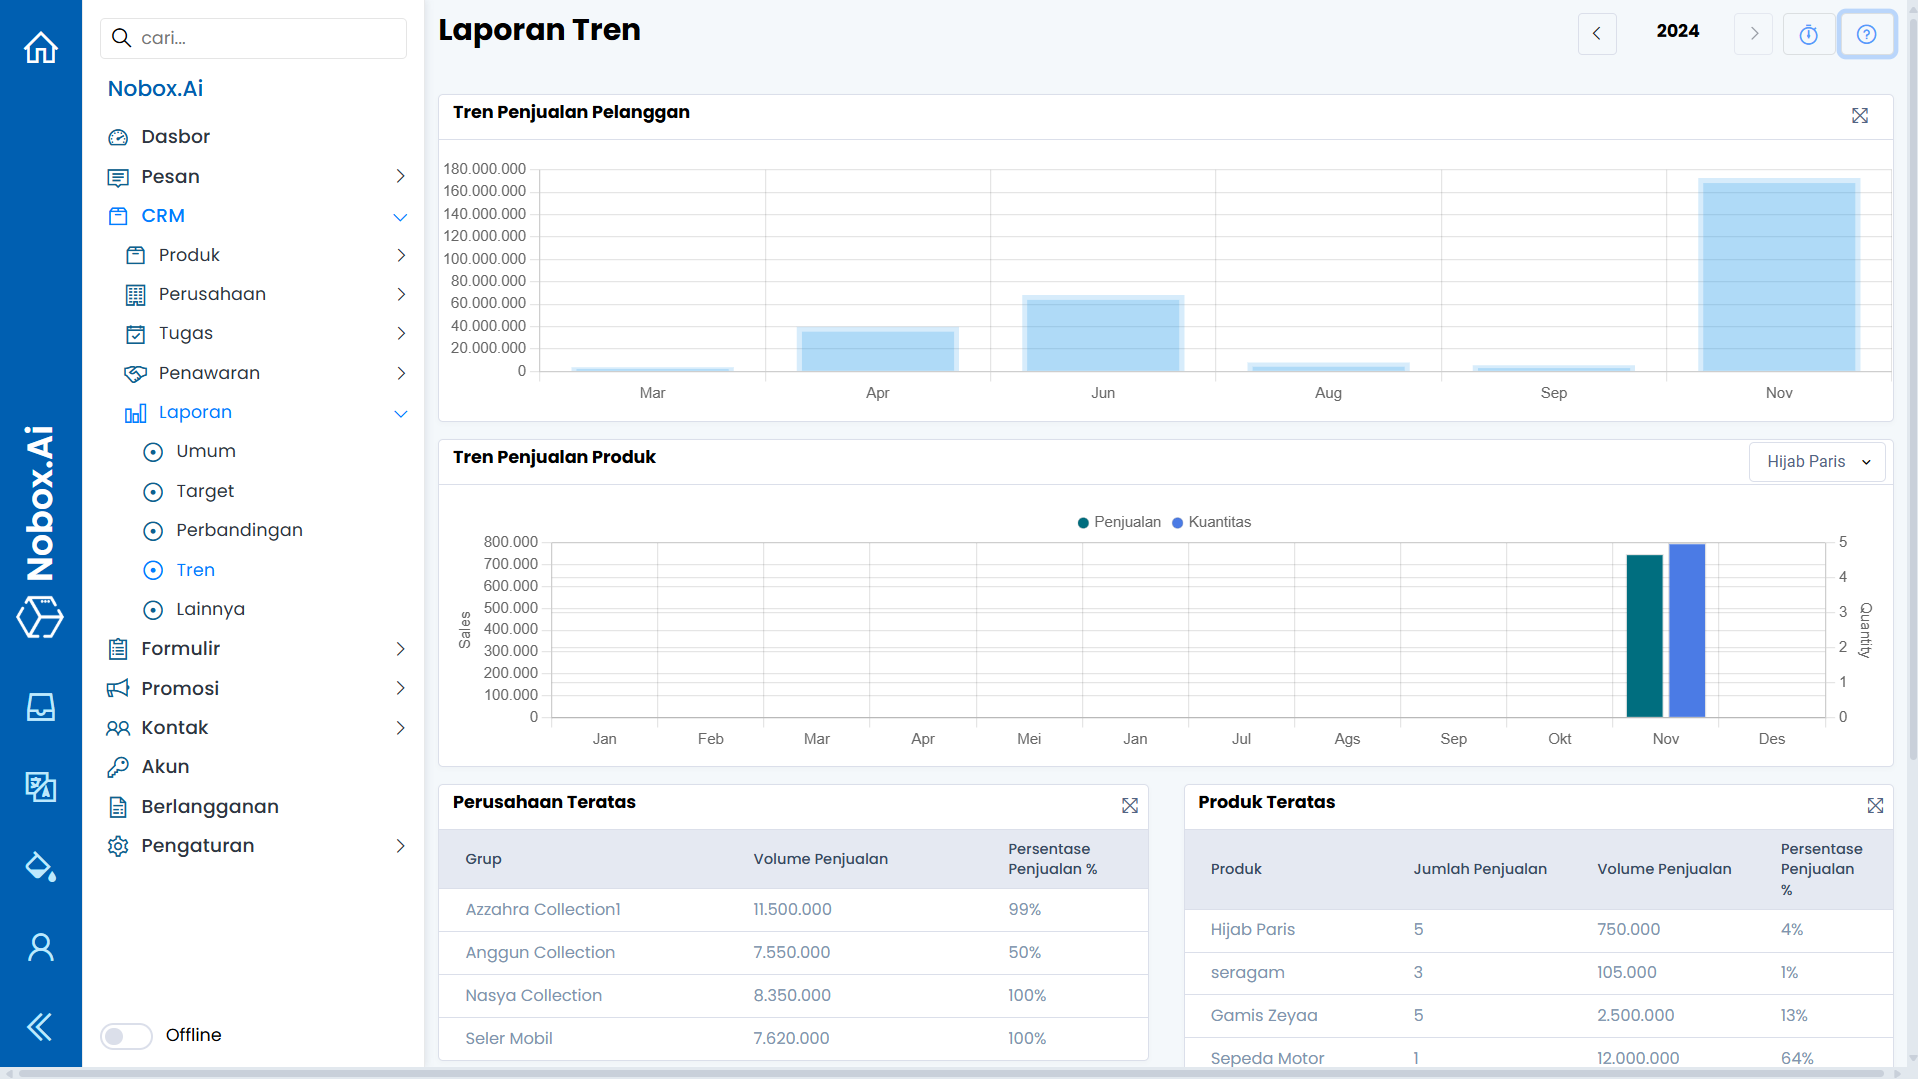 Nobox.Ai
cari...
Nobox.Ai
Dasbor
Pesan
CRM
Produk
Perusahaan
Tugas
Penawaran
Laporan
Umum
Target
Perbandingan
Tren
Lainnya
Formulir
Promosi
Kontak
Akun
Berlangganan
Pengaturan
Offline
Laporan Tren
2024
Tren Penjualan Pelanggan
180.000.000
160.000.000
140.000.000
120.000.000
100.000.000
80.000.000
60.000.000
40.000.000
20.000.000
0
Mar Apr Jun Aug Sep Nov
Tren Penjualan Produk
Hijab Paris
Penjualan Kuantitas
Sales
800.000
700.000
600.000
500.000
400.000
300.000
200.000
100.000
0
5
4
3
2
1
0
Quantity
Jan Feb Mar Apr Mei Jan Jul Ags Sep Okt Nov Des
Perusahaan Teratas
Grup Volume Penjualan Persentase
Penjualan %
Azzahra Collection1 11.500.000 99%
Anggun Collection 7.550.000 50%
Nasya Collection 8.350.000 100%
Seler Mobil 7.620.000 100%
Produk Teratas
Produk Jumlah Penjualan Volume Penjualan Persentase
Penjualan
%
Hijab Paris 5 750.000 4%
seragam 3 105.000 1%
Gamis Zeyaa 5 2.500.000 13%
Sepeda Motor 1 12.000.000 64%